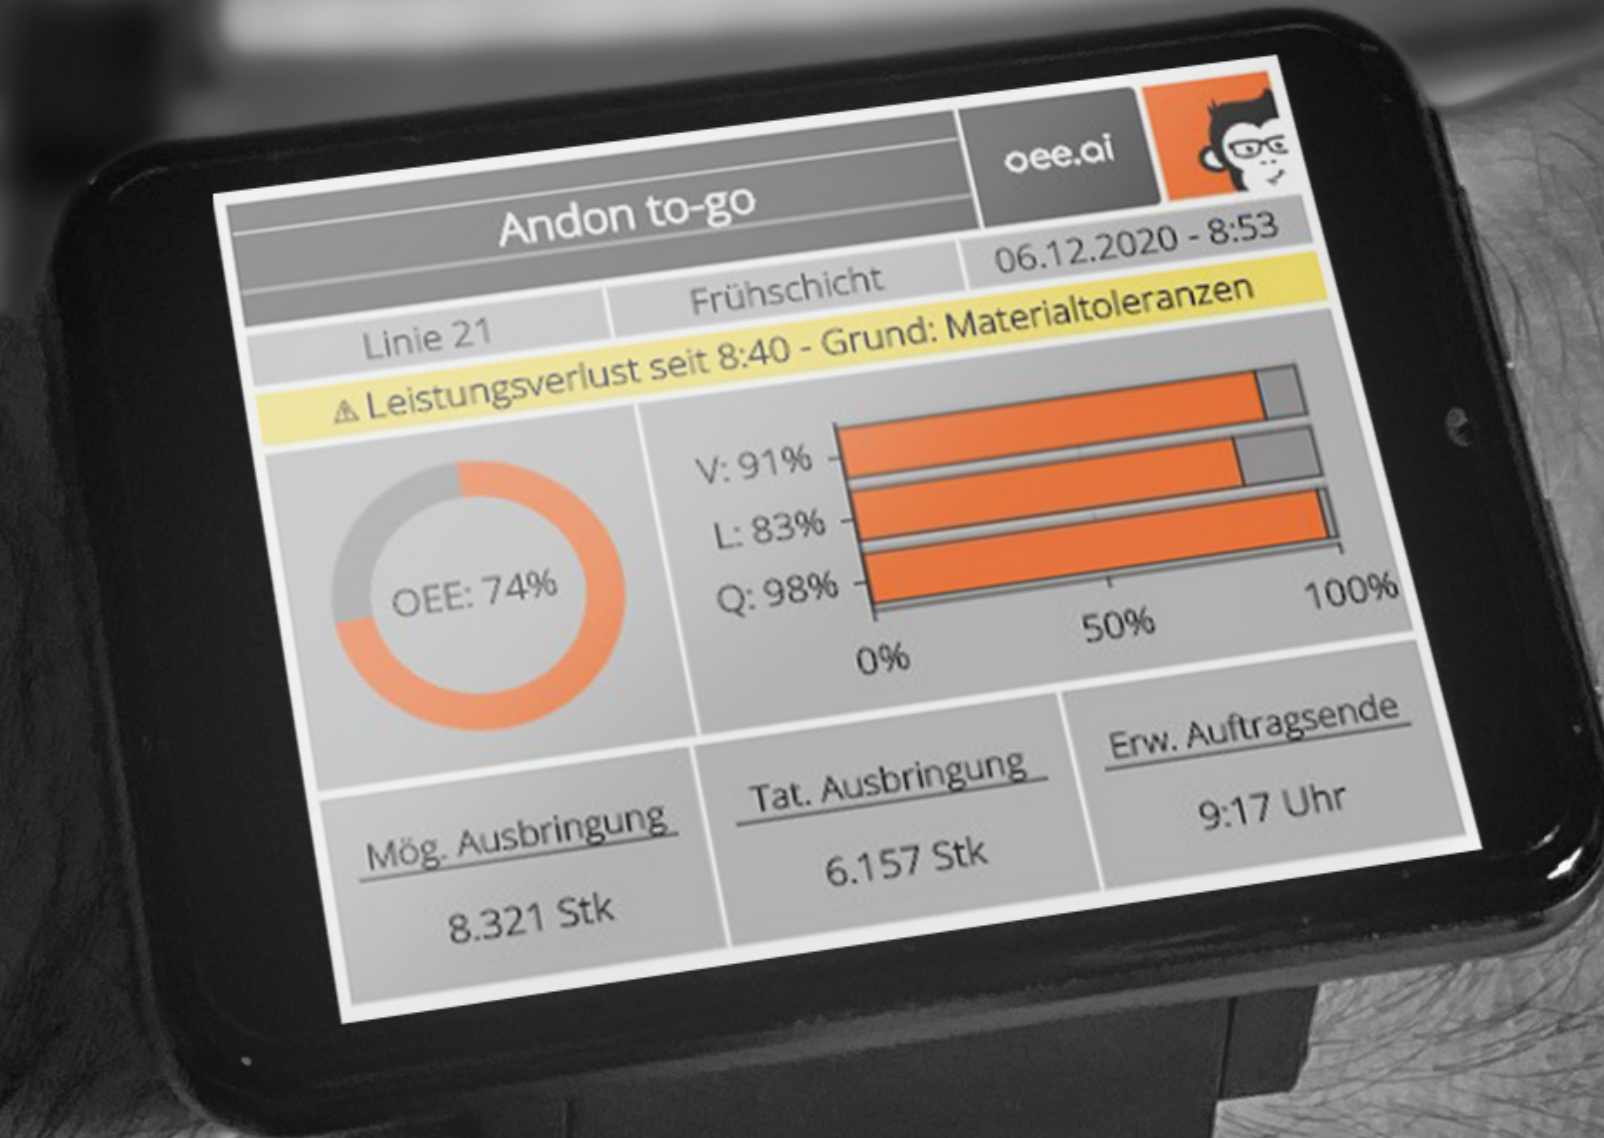 Andon to-go
oee.ai
Linie 21
Frühschicht
06.12.2020 - 8:53
⚠ Leistungsverlust seit 8:40 - Grund: Materialtoleranzen
OEE: 74%
V: 91%
L: 83%
Q: 98%
0%
50%
100%
Mög. Ausbringung
8.321 Stk
Tat. Ausbringung
6.157 Stk
Erw. Auftragsende
9:17 Uhr